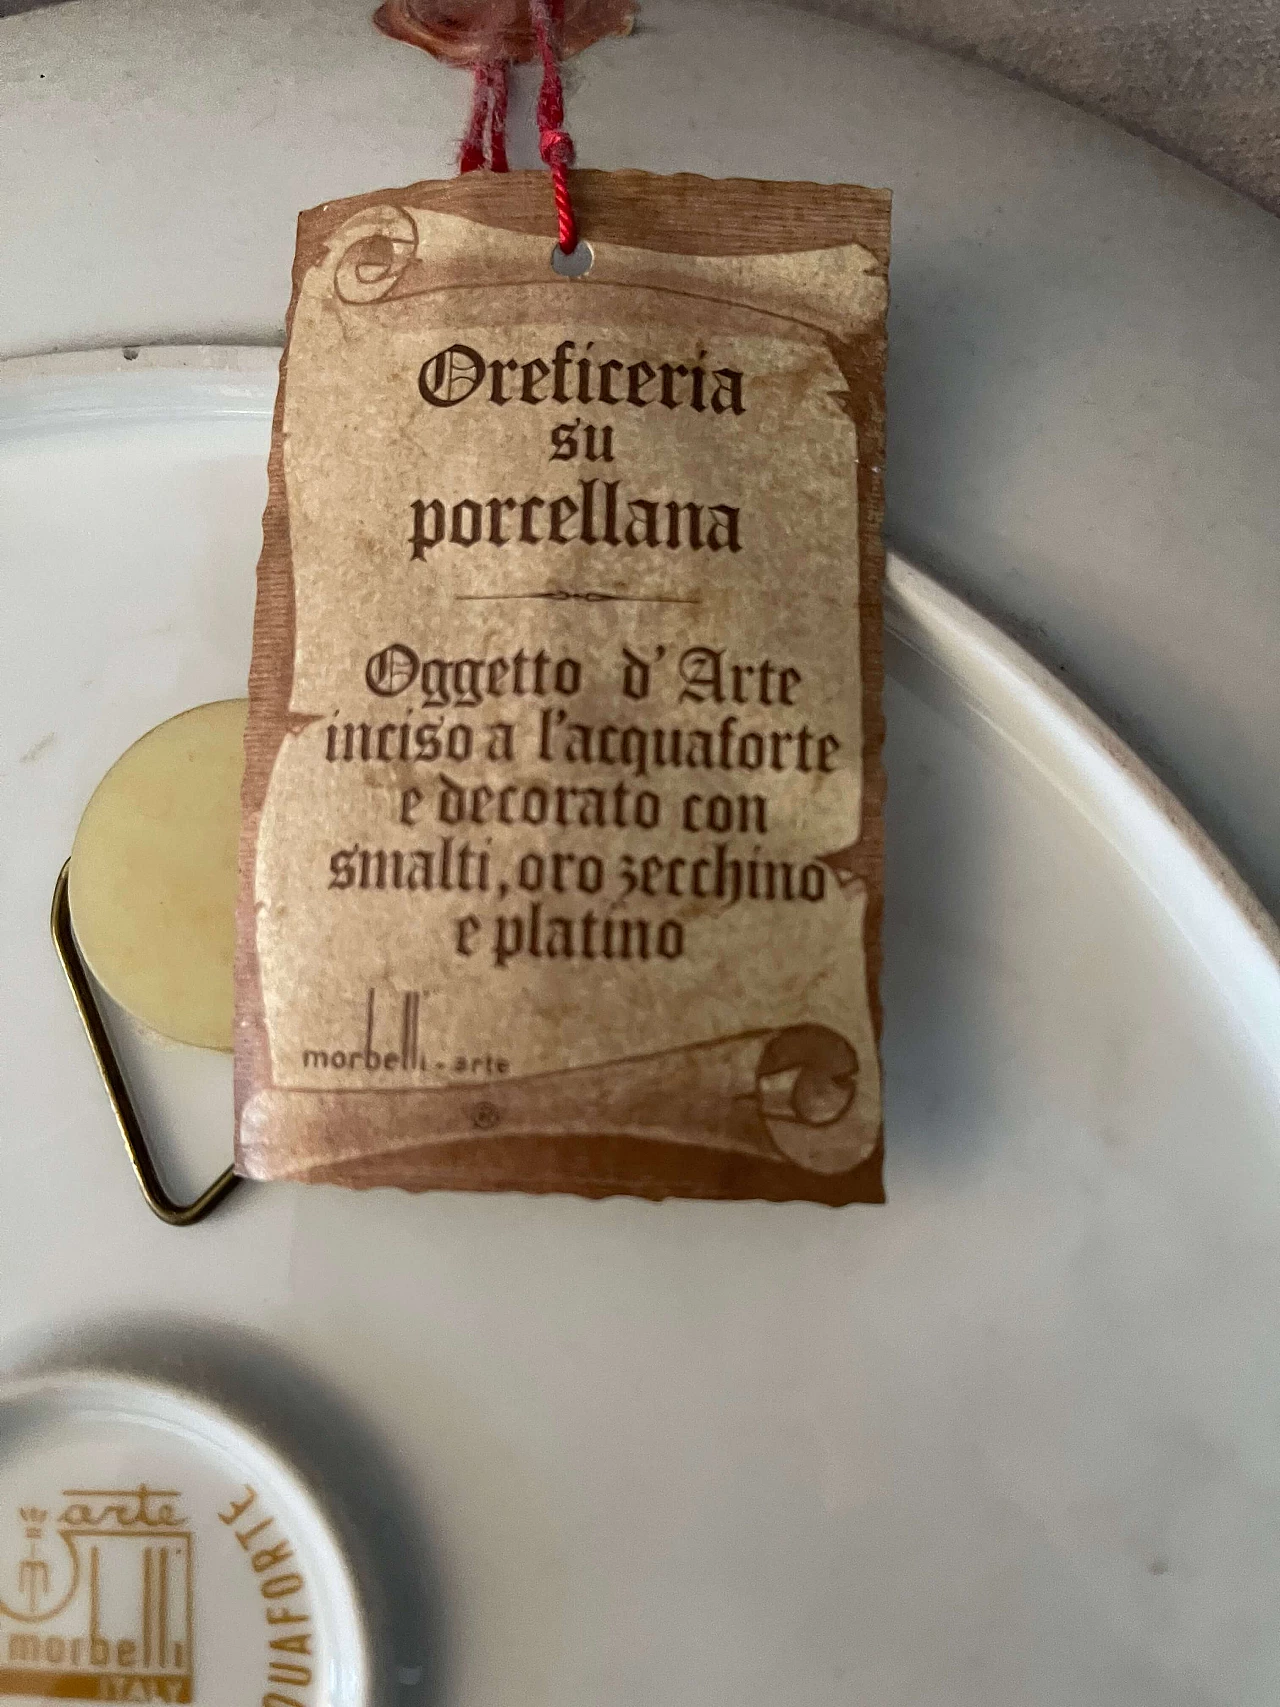 Oreficeria
su
porcellana
Oggetto d'Arte
inciso a l'acquaforte
e decorato con
smalti, oro zecchino
e platino
morbelli - arte
®
arte
morbelli
ITALY
QUAFORTE